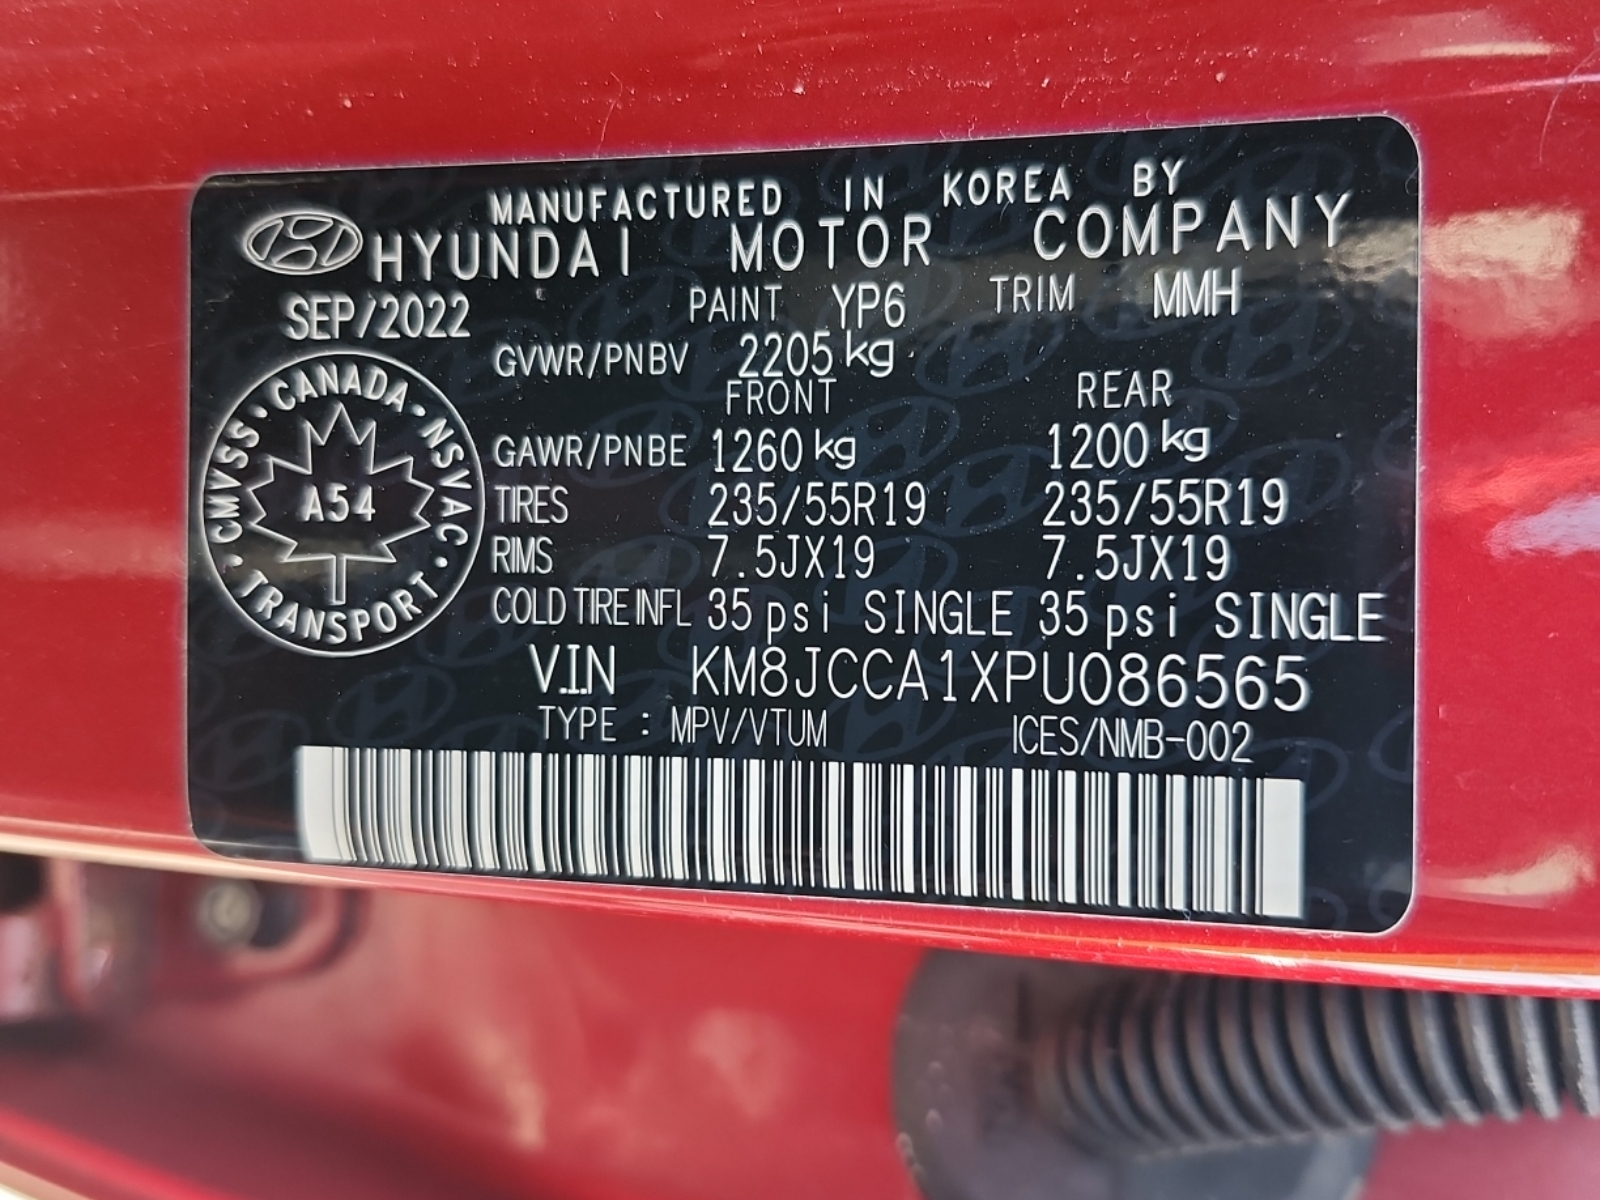 MANUFACTURED IN KOREA BY
HYUNDAI MOTOR COMPANY
SEP/2022 PAINT YP6 TRIM MMH
GVWR/PNBV 2205 kg
FRONT REAR
GAWR/PNBE 1260 kg 1200 kg
TIRES 235/55R19 235/55R19
RIMS 7.5JX19 7.5JX19
COLD TIRE INFL 35 psi SINGLE 35 psi SINGLE
V.I.N KM8JCCA1XPU086565
TYPE : MPV/VTUM ICES/NMB-002
CANADA · NSVAC · TRANSPORT · CMVSS ·
A54